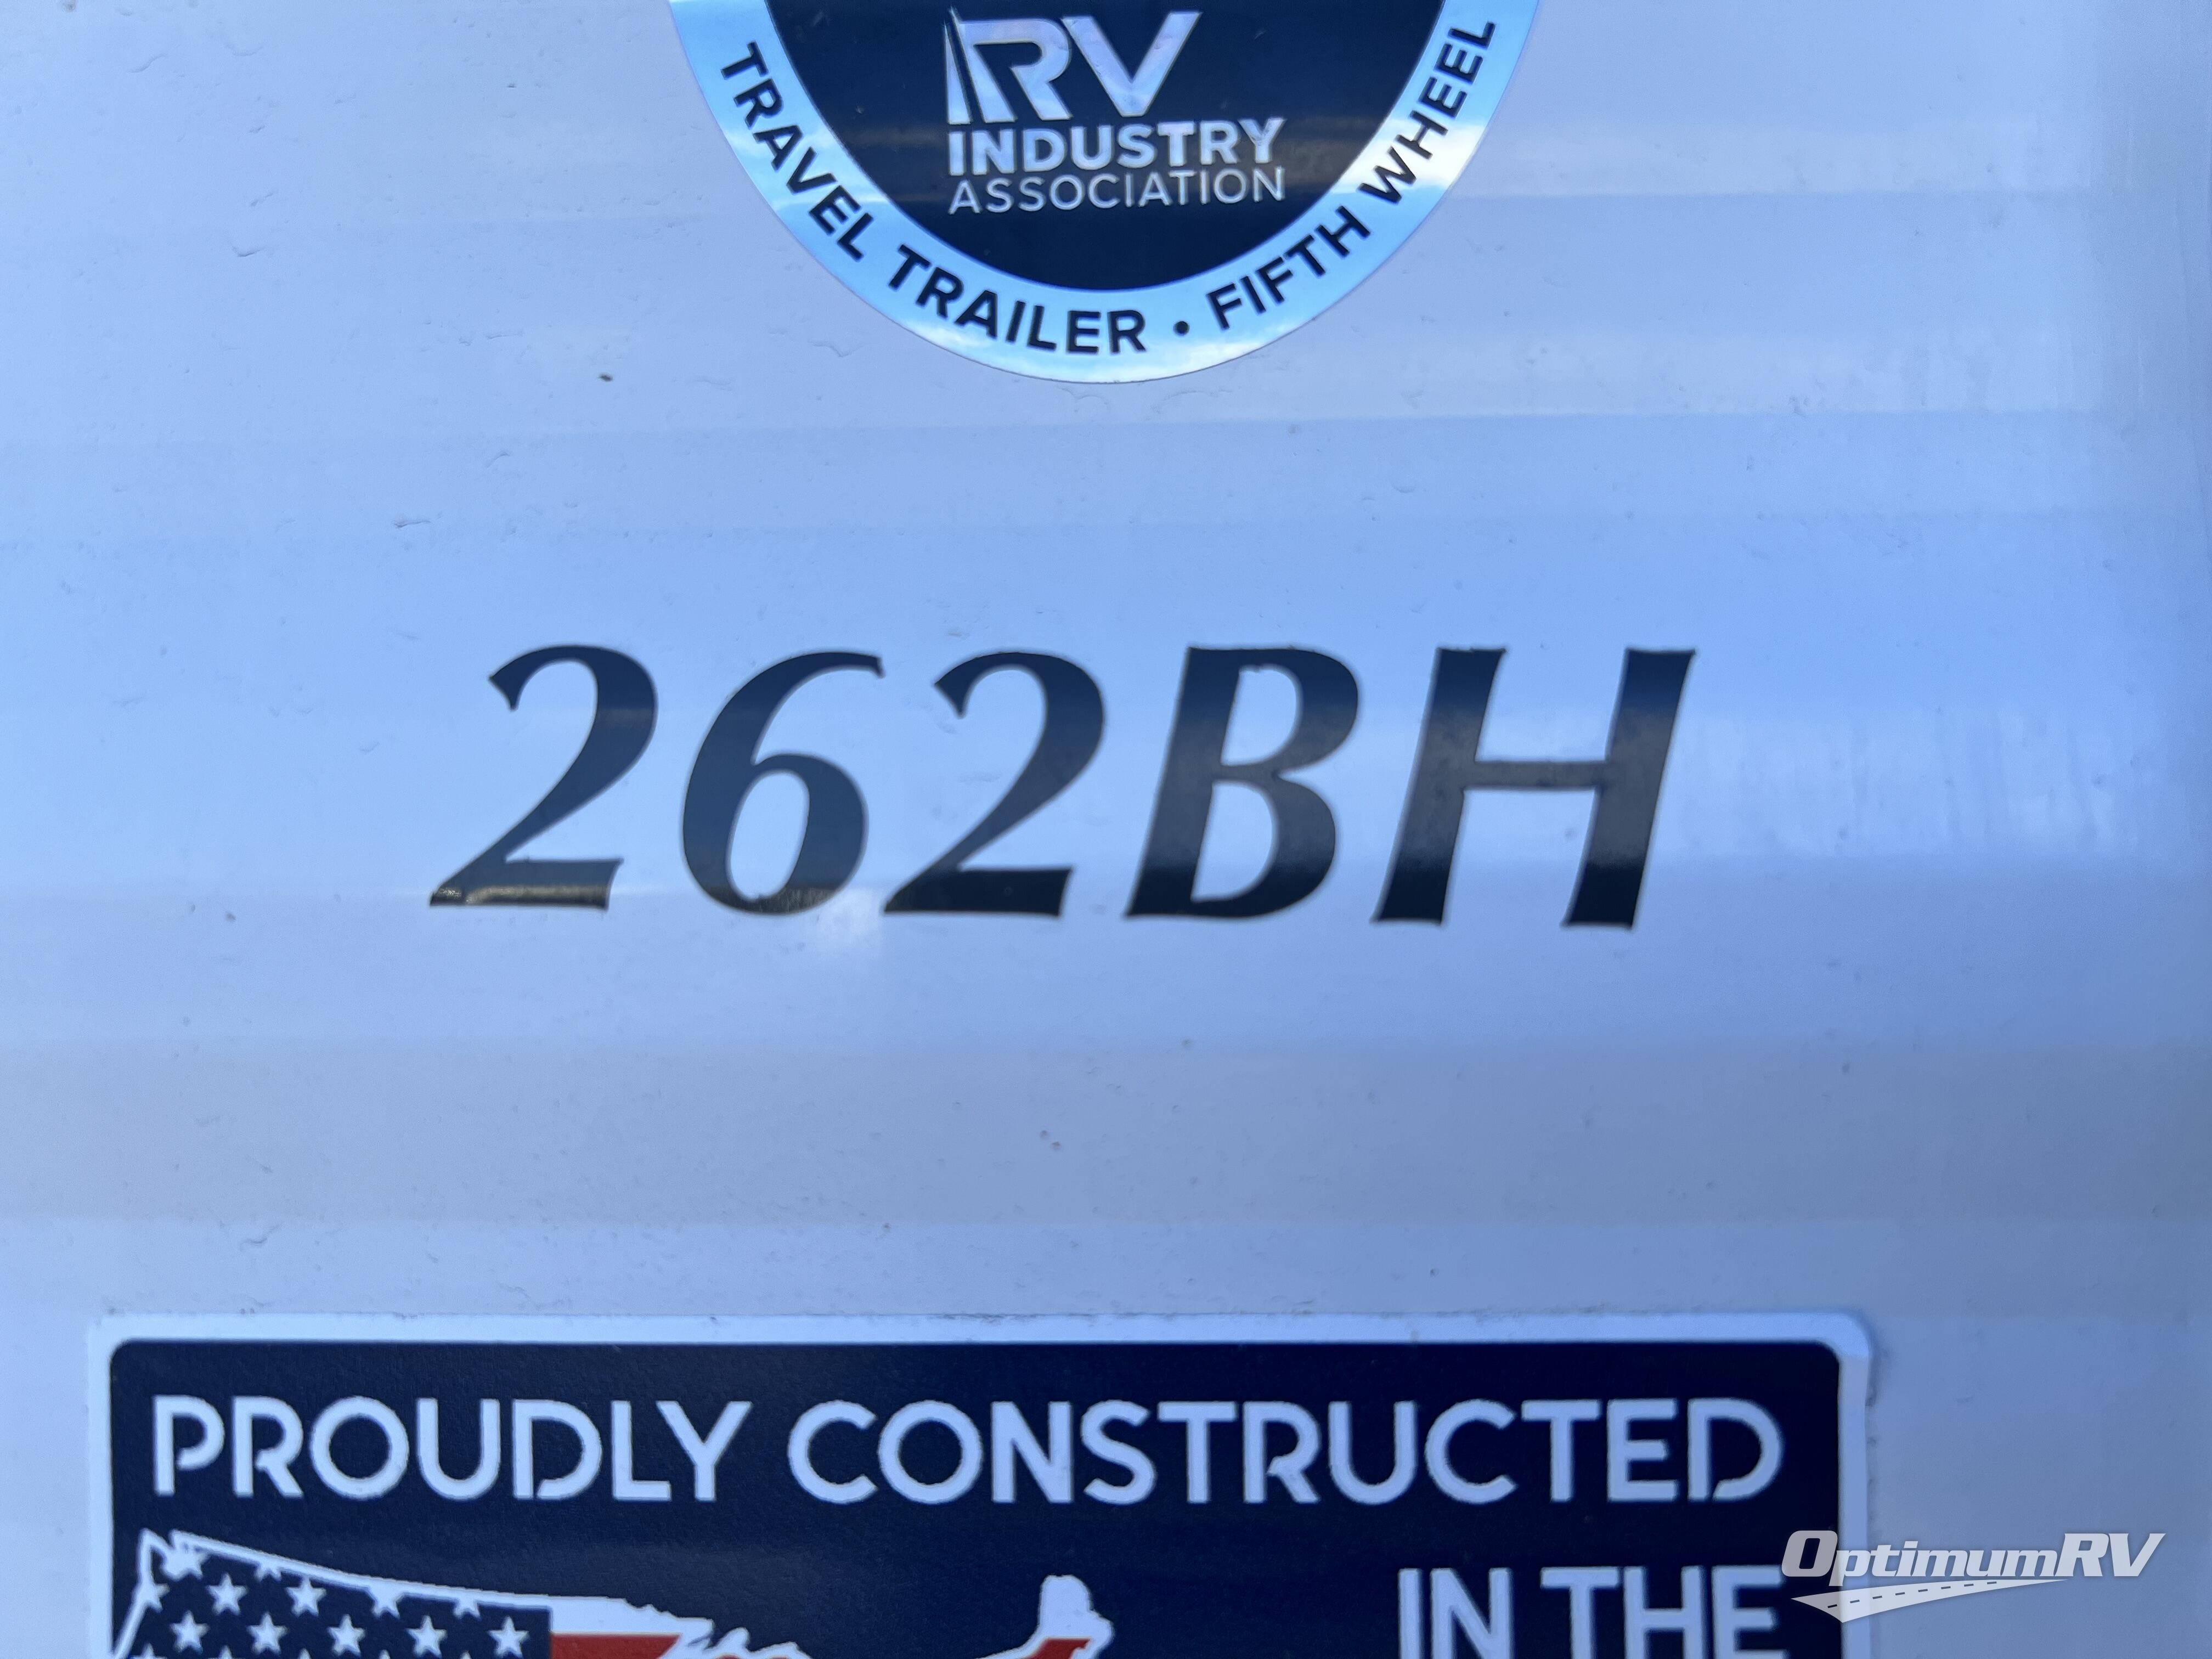 RV
INDUSTRY
ASSOCIATION
TRAVEL TRAILER • FIFTH WHEEL
262BH
PROUDLY CONSTRUCTED
IN THE
OptimumRV